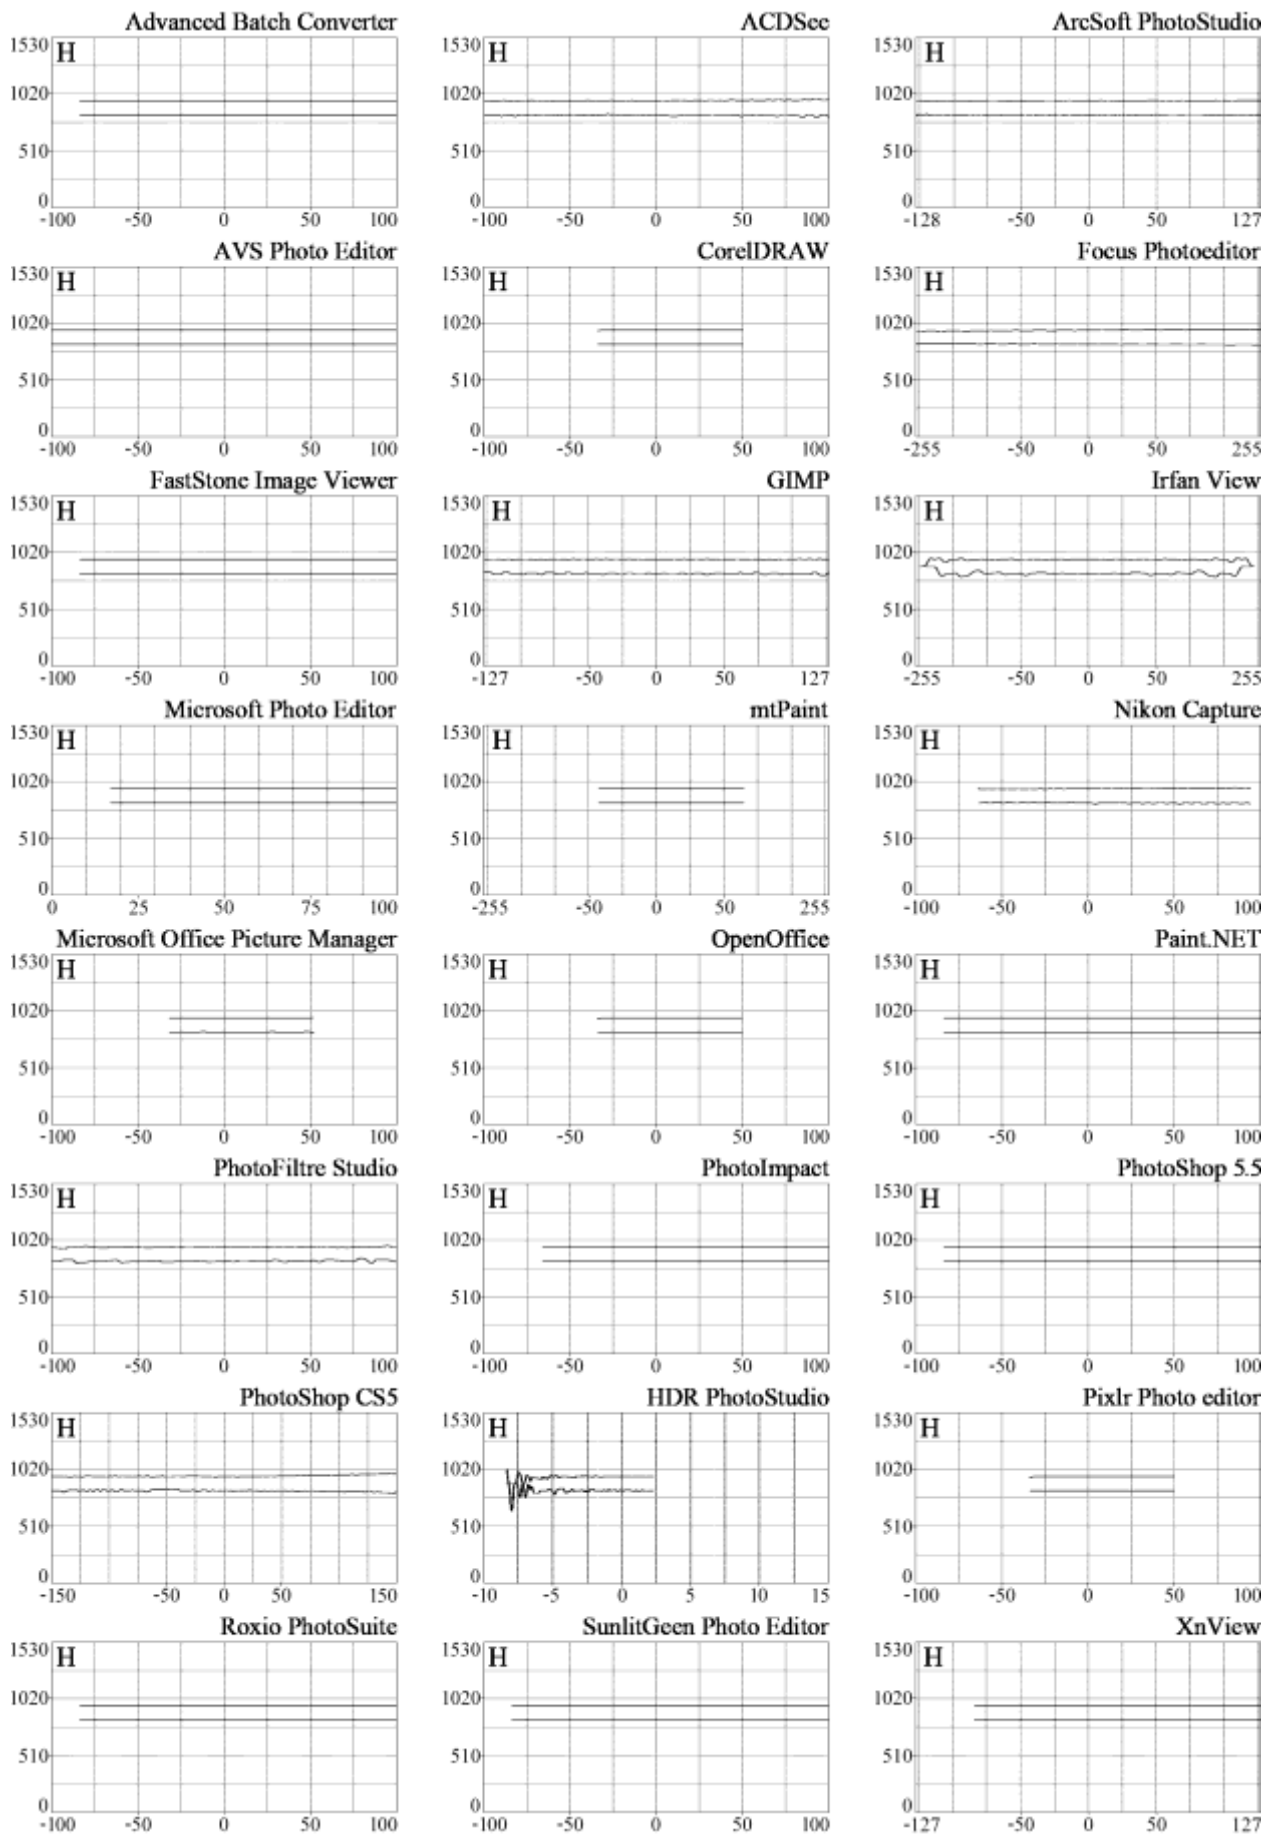 Advanced Batch Converter
ACDSee
ArcSoft PhotoStudio
1530 H
1530 H
1530 H
1020
1020
1020
510
510
510
0
0
0
-100 -50 0 50 100
-100 -50 0 50 100
-128 -50 0 50 127
AVS Photo Editor
CorelDRAW
Focus Photoeditor
1530 H
1530 H
1530 H
1020
1020
1020
510
510
510
0
0
0
-100 -50 0 50 100
-100 -50 0 50 100
-255 -50 0 50 255
FastStone Image Viewer
GIMP
Irfan View
1530 H
1530 H
1530 H
1020
1020
1020
510
510
510
0
0
0
-100 -50 0 50 100
-127 -50 0 50 127
-255 -50 0 50 255
Microsoft Photo Editor
mtPaint
Nikon Capture
1530 H
1530 H
1530 H
1020
1020
1020
510
510
510
0
0
0
0 25 50 75 100
-255 -50 0 50 255
-100 -50 0 50 100
Microsoft Office Picture Manager
OpenOffice
Paint.NET
1530 H
1530 H
1530 H
1020
1020
1020
510
510
510
0
0
0
-100 -50 0 50 100
-100 -50 0 50 100
-100 -50 0 50 100
PhotoFiltre Studio
PhotoImpact
PhotoShop 5.5
1530 H
1530 H
1530 H
1020
1020
1020
510
510
510
0
0
0
-100 -50 0 50 100
-100 -50 0 50 100
-100 -50 0 50 100
PhotoShop CS5
HDR PhotoStudio
Pixlr Photo editor
1530 H
1530 H
1530 H
1020
1020
1020
510
510
510
0
0
0
-150 -50 0 50 150
-10 -5 0 5 10 15
-100 -50 0 50 100
Roxio PhotoSuite
SunlitGeen Photo Editor
XnView
1530 H
1530 H
1530 H
1020
1020
1020
510
510
510
0
0
0
-100 -50 0 50 100
-100 -50 0 50 100
-127 -50 0 50 127